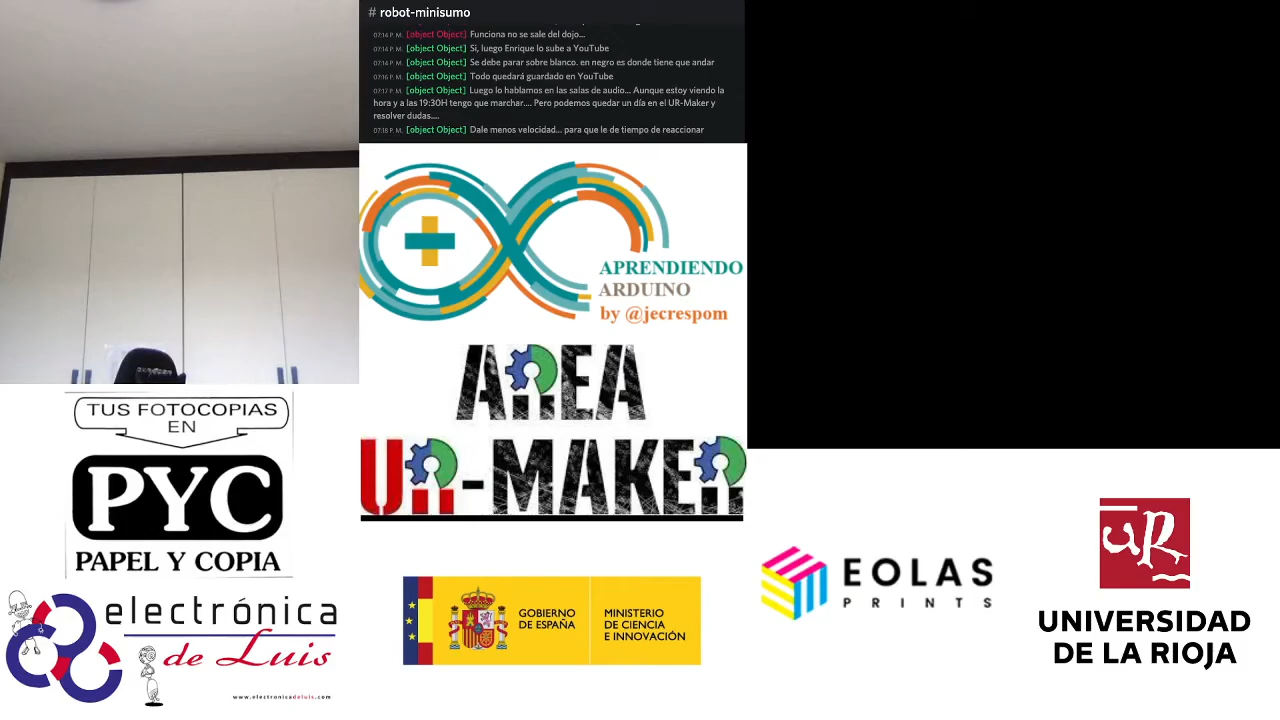 # robot-minisumo
07:14 P. M. [object Object] Funciona no se sale del dojo...
07:14 P. M. [object Object] Si, luego Enrique lo sube a YouTube
07:14 P. M. [object Object] Se debe parar sobre blanco. en negro es donde tiene que andar
07:16 P. M. [object Object] Todo quedará guardado en YouTube
07:17 P. M. [object Object] Luego lo hablamos en las salas de audio... Aunque estoy viendo la
hora y a las 19:30H tengo que marchar.... Pero podemos quedar un día en el UR-Maker y
resolver dudas....
07:18 P. M. [object Object] Dale menos velocidad... para que le de tiempo de reaccionar
APRENDIENDO
ARDUINO
by @jecrespom
AREA
UR-MAKER
TUS FOTOCOPIAS
EN
PYC
PAPEL Y COPIA
electrónica
de Luis
www.electronicadeluis.com
GOBIERNO
DE ESPAÑA
MINISTERIO
DE CIENCIA
E INNOVACIÓN
EOLAS
PRINTS
UR
UNIVERSIDAD
DE LA RIOJA